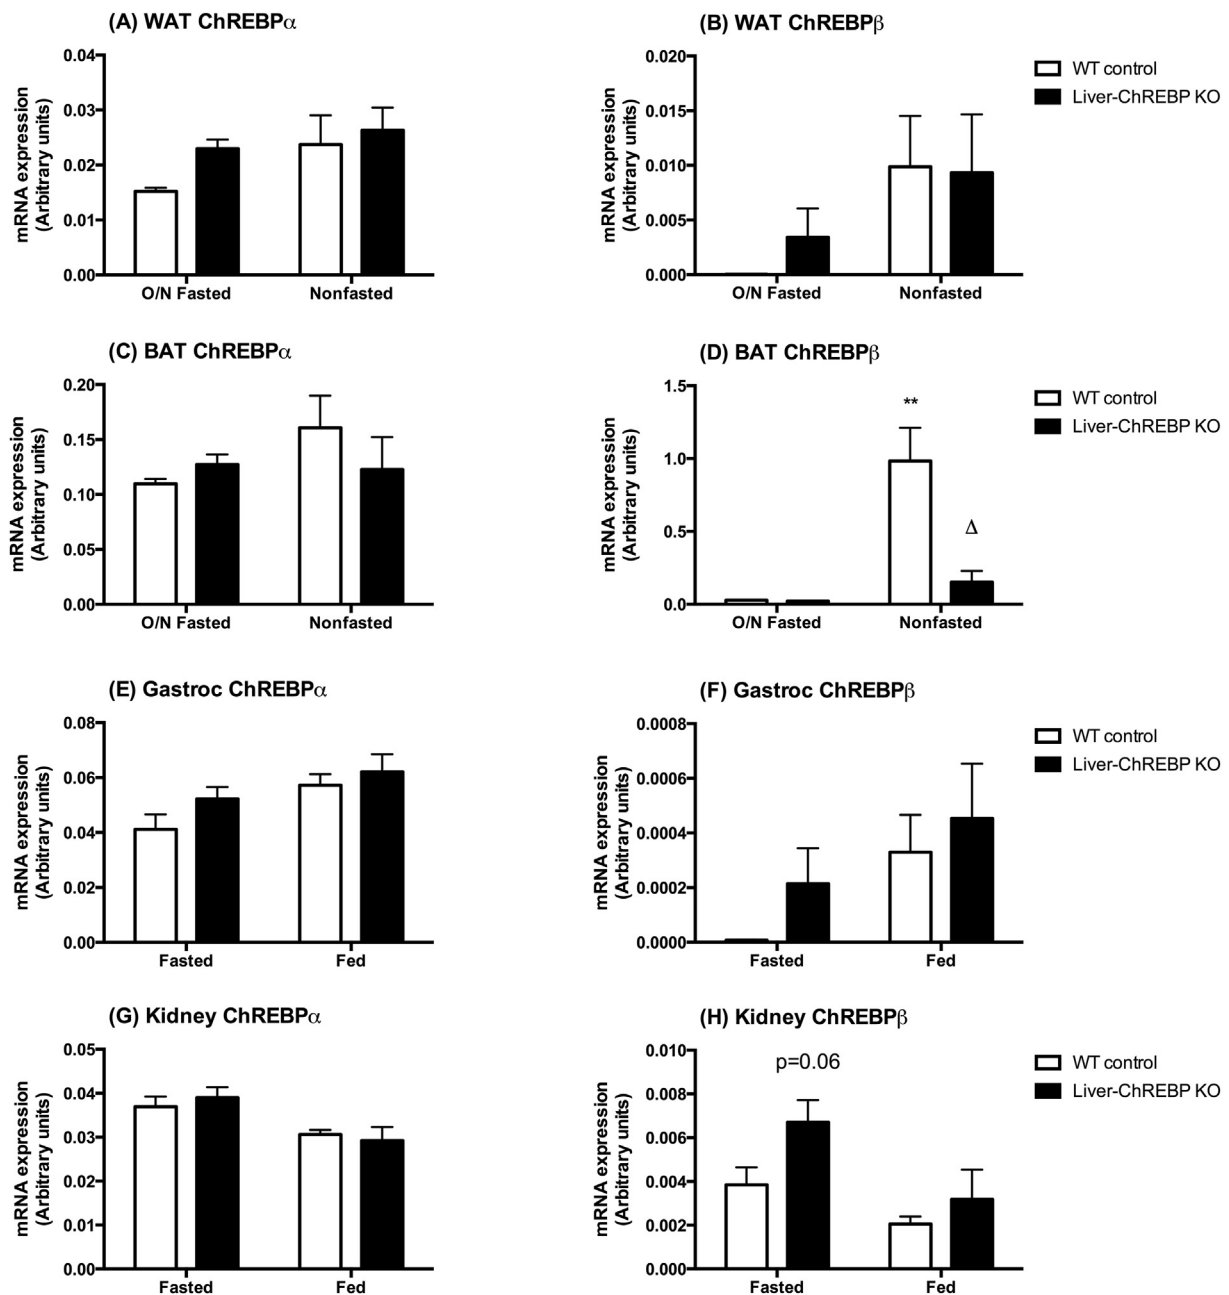 (A) WAT ChREBPα
mRNA expression
(Arbitrary units)
0.04
0.03
0.02
0.01
0.00
O/N Fasted
Nonfasted
(B) WAT ChREBPβ
mRNA expression
(Arbitrary units)
0.020
0.015
0.010
0.005
0.000
O/N Fasted
Nonfasted
WT control
Liver-ChREBP KO
(C) BAT ChREBPα
mRNA expression
(Arbitrary units)
0.20
0.15
0.10
0.05
0.00
O/N Fasted
Nonfasted
(D) BAT ChREBPβ
mRNA expression
(Arbitrary units)
1.5
1.0
0.5
0.0
**
Δ
O/N Fasted
Nonfasted
WT control
Liver-ChREBP KO
(E) Gastroc ChREBPα
mRNA expression
(Arbitrary units)
0.08
0.06
0.04
0.02
0.00
Fasted
Fed
(F) Gastroc ChREBPβ
mRNA expression
(Arbitrary units)
0.0008
0.0006
0.0004
0.0002
0.0000
Fasted
Fed
WT control
Liver-ChREBP KO
(G) Kidney ChREBPα
mRNA expression
(Arbitrary units)
0.05
0.04
0.03
0.02
0.01
0.00
Fasted
Fed
(H) Kidney ChREBPβ
mRNA expression
(Arbitrary units)
0.010
0.008
0.006
0.004
0.002
0.000
p=0.06
Fasted
Fed
WT control
Liver-ChREBP KO